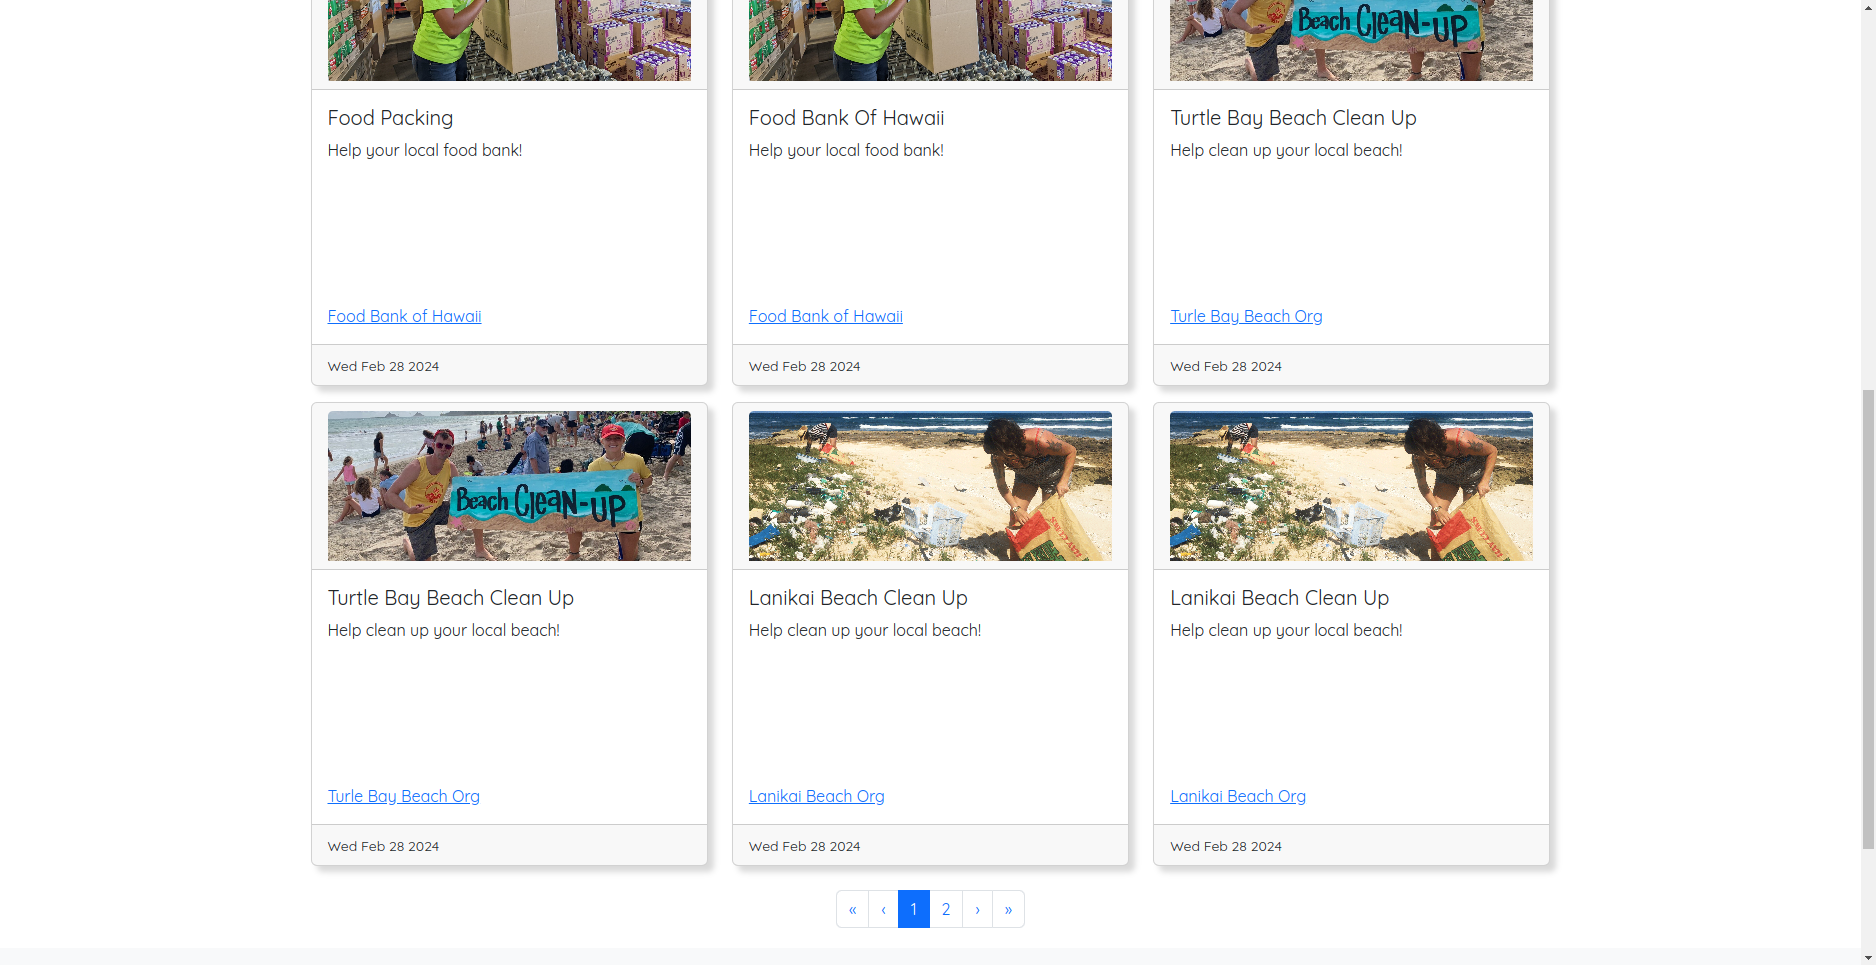 Beach Clean-up
Food Packing
Help your local food bank!
Food Bank of Hawaii
Wed Feb 28 2024
Food Bank Of Hawaii
Help your local food bank!
Food Bank of Hawaii
Wed Feb 28 2024
Turtle Bay Beach Clean Up
Help clean up your local beach!
Turle Bay Beach Org
Wed Feb 28 2024
Beach Clean-up
Turtle Bay Beach Clean Up
Help clean up your local beach!
Turle Bay Beach Org
Wed Feb 28 2024
Lanikai Beach Clean Up
Help clean up your local beach!
Lanikai Beach Org
Wed Feb 28 2024
Lanikai Beach Clean Up
Help clean up your local beach!
Lanikai Beach Org
Wed Feb 28 2024
« ‹ 1 2 › »